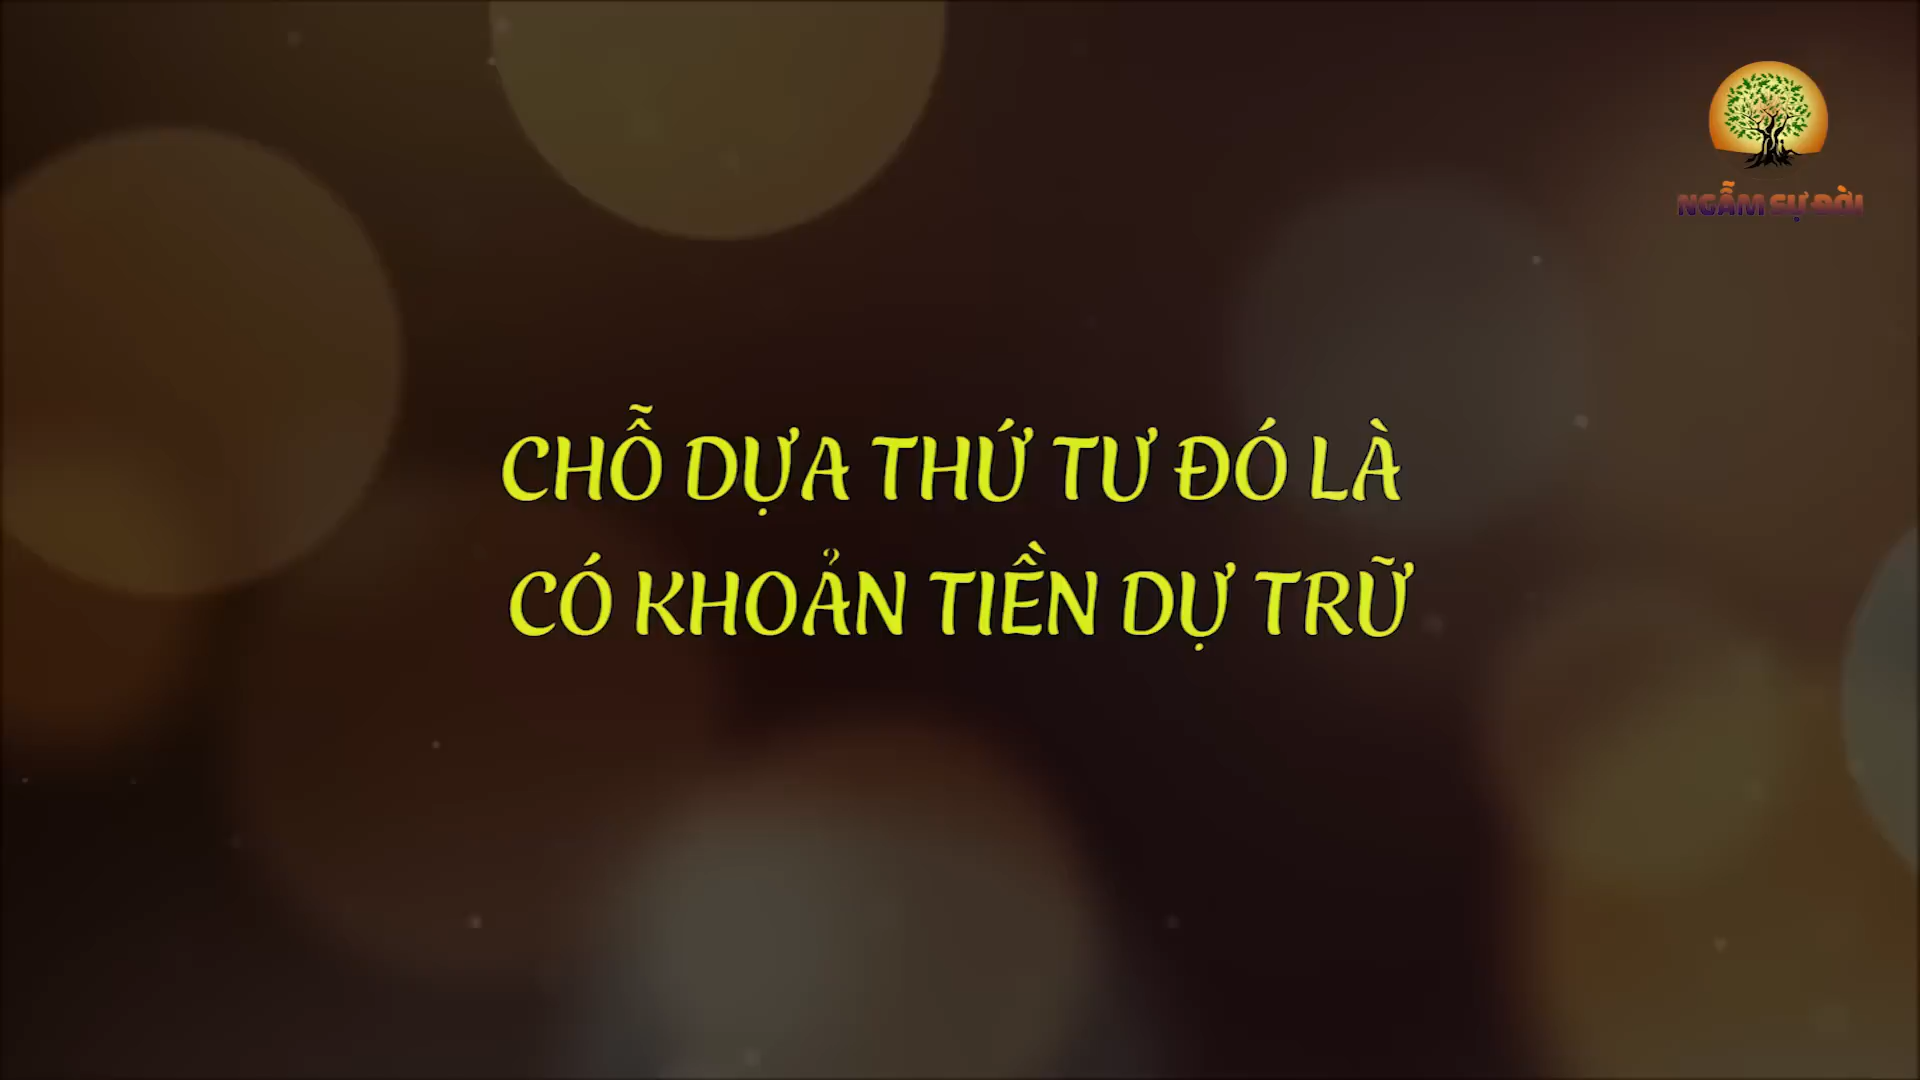 NGẪM SỰ ĐỜI
CHỖ DỰA THỨ TƯ ĐÓ LÀ
CÓ KHOẢN TIỀN DỰ TRỮ